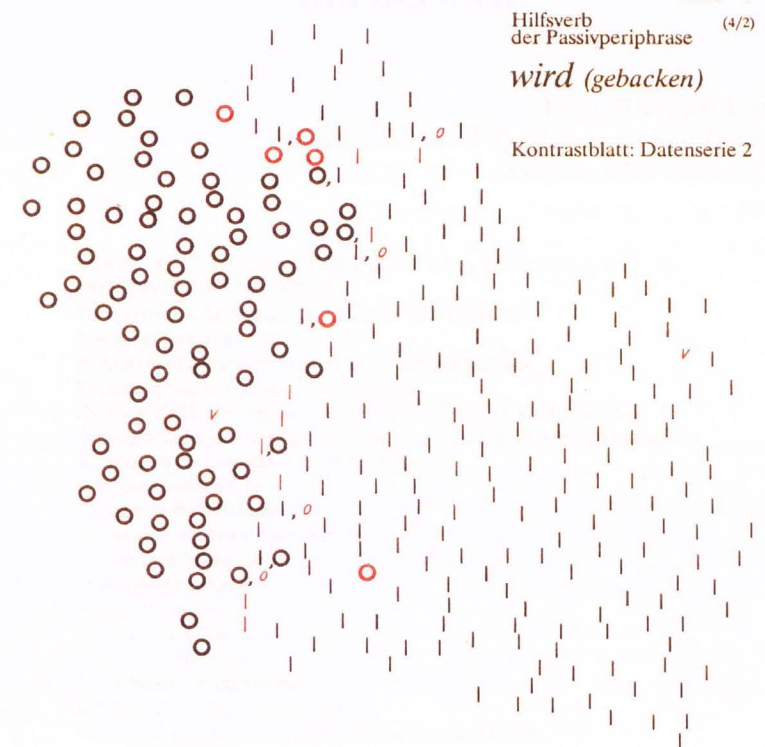 Hilfsverb (4/2)
der Passivperiphrase
wird (gebacken)
Kontrastblatt: Datenserie 2